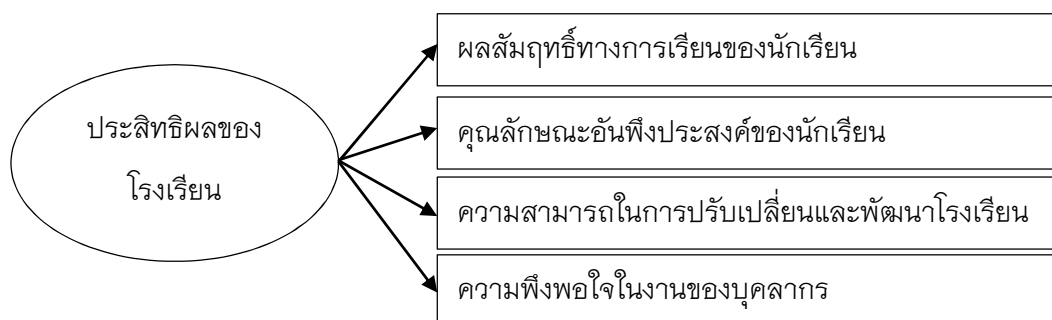 ประสิทธิผลของ
โรงเรียน
ผลสัมฤทธิ์ทางการเรียนของนักเรียน
คุณลักษณะอันพึงประสงค์ของนักเรียน
ความสามารถในการปรับเปลี่ยนและพัฒนาโรงเรียน
ความพึงพอใจในงานของบุคลากร